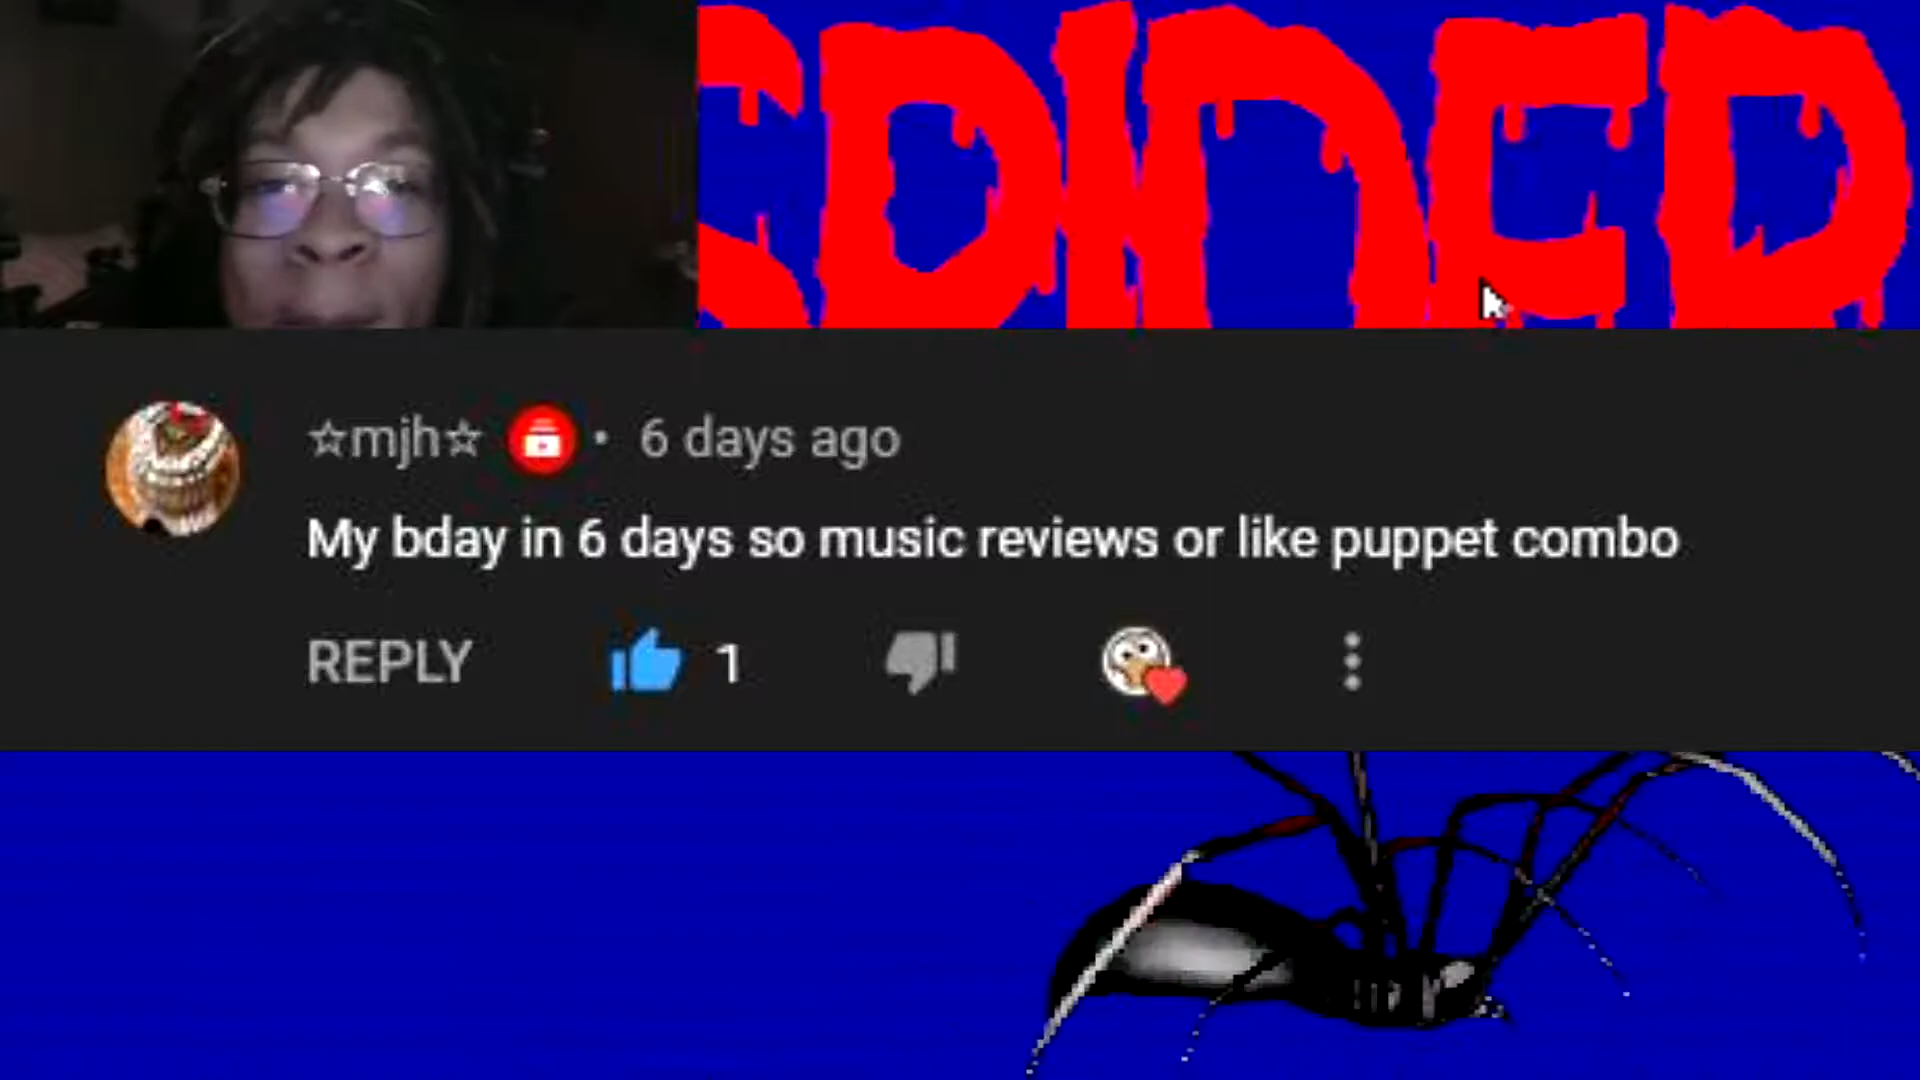 SPIDER
☆mjh☆ • 6 days ago
My bday in 6 days so music reviews or like puppet combo
REPLY 1